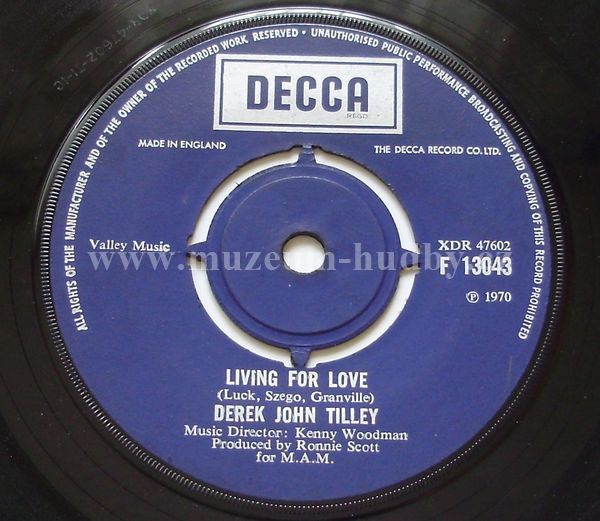 ALL RIGHTS OF THE MANUFACTURER AND OF THE OWNER OF THE RECORDED WORK RESERVED • UNAUTHORISED PUBLIC PERFORMANCE BROADCASTING AND COPYING OF THIS RECORD PROHIBITED
DECCA
REGD
MADE IN ENGLAND
THE DECCA RECORD CO. LTD.
Valley Music
XDR 47602
F 13043
℗ 1970
LIVING FOR LOVE
(Luck, Szego, Granville)
DEREK JOHN TILLEY
Music Director: Kenny Woodman
Produced by Ronnie Scott
for M.A.M.